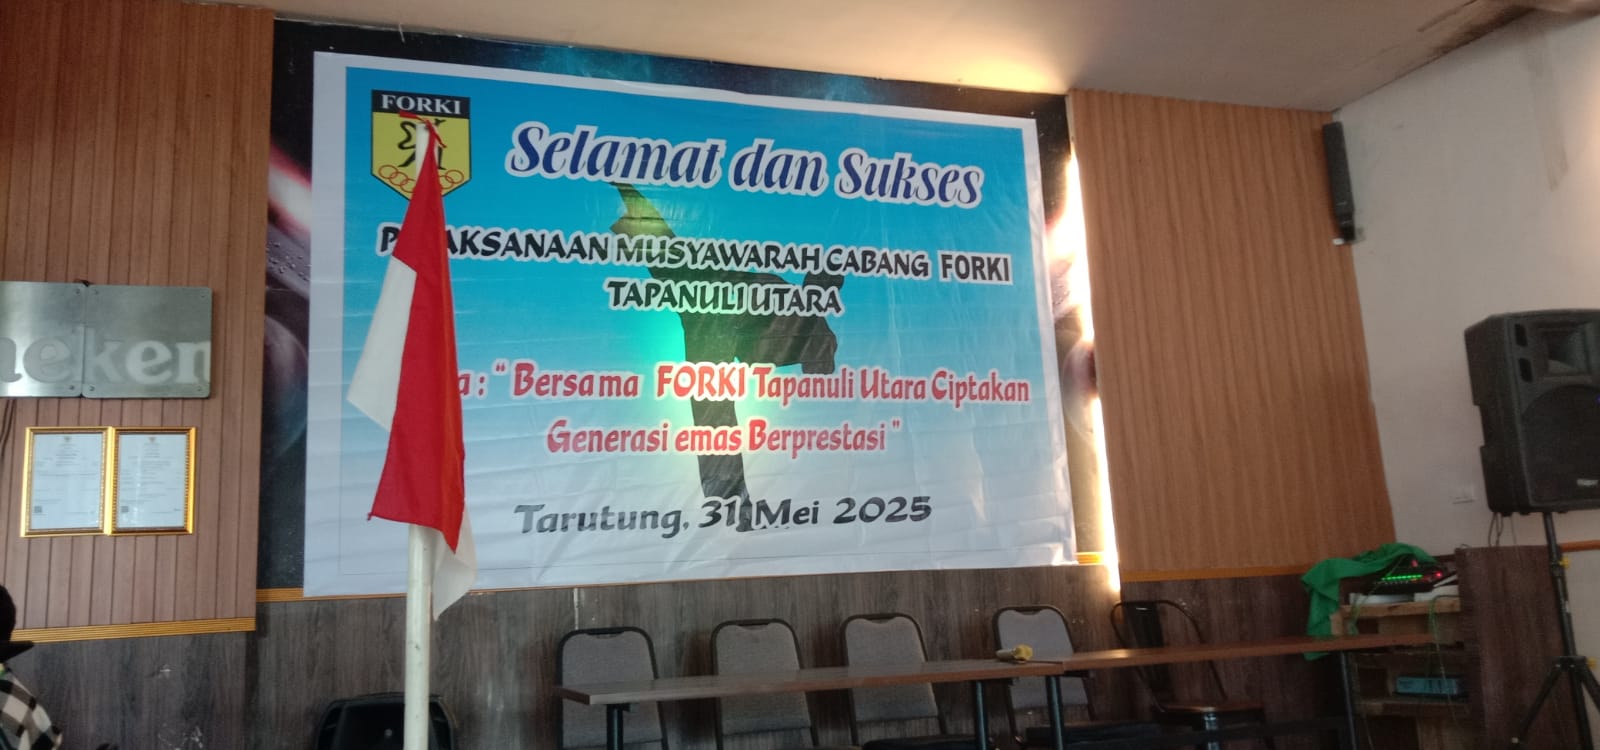 FORKI
Selamat dan Sukses
AKSANAAN MUSYAWARAH CABANG FORKI
TAPANULI UTARA
a : " Bersama FORKI Tapanuli Utara Ciptakan
Generasi emas Berprestasi "
Tarutung, 31 Mei 2025
neken